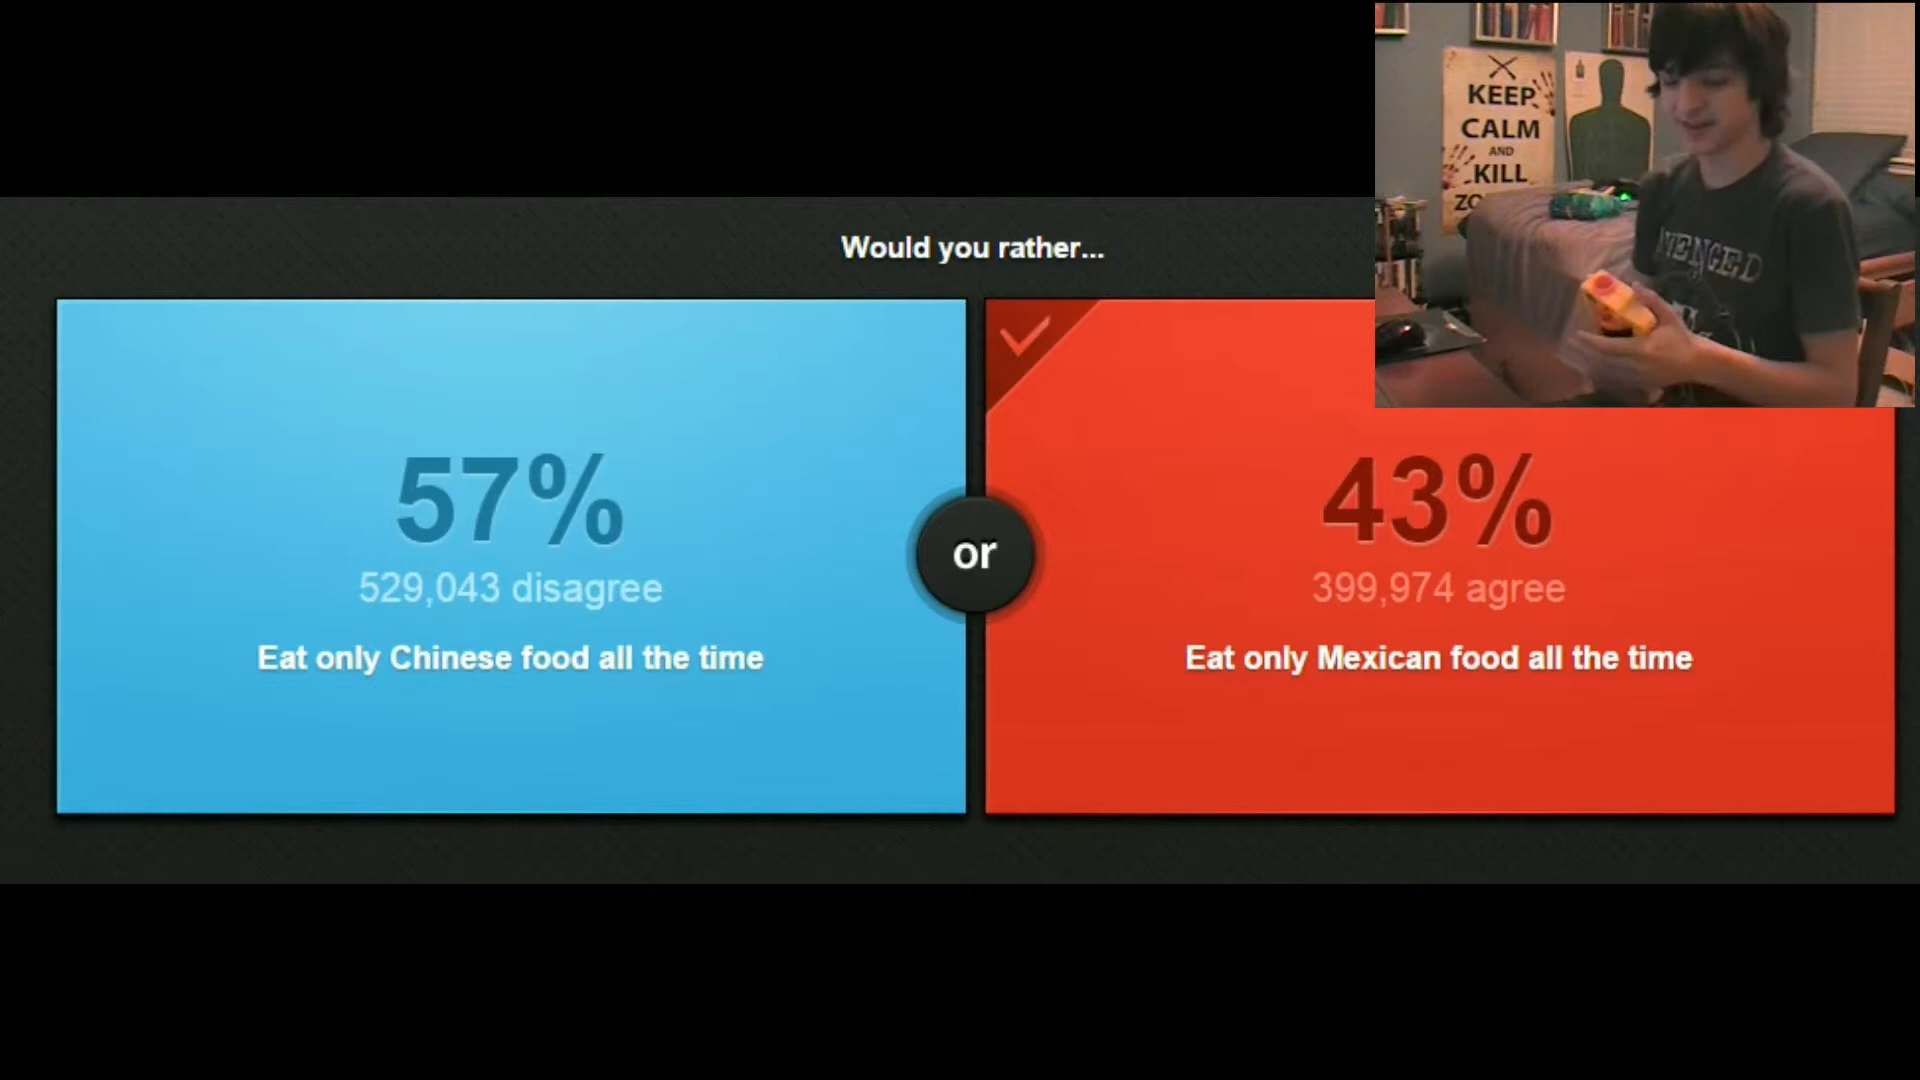 Would you rather...
57%
529,043 disagree
Eat only Chinese food all the time
or
43%
399,974 agree
Eat only Mexican food all the time
KEEP
CALM
AND
KILL
ZO